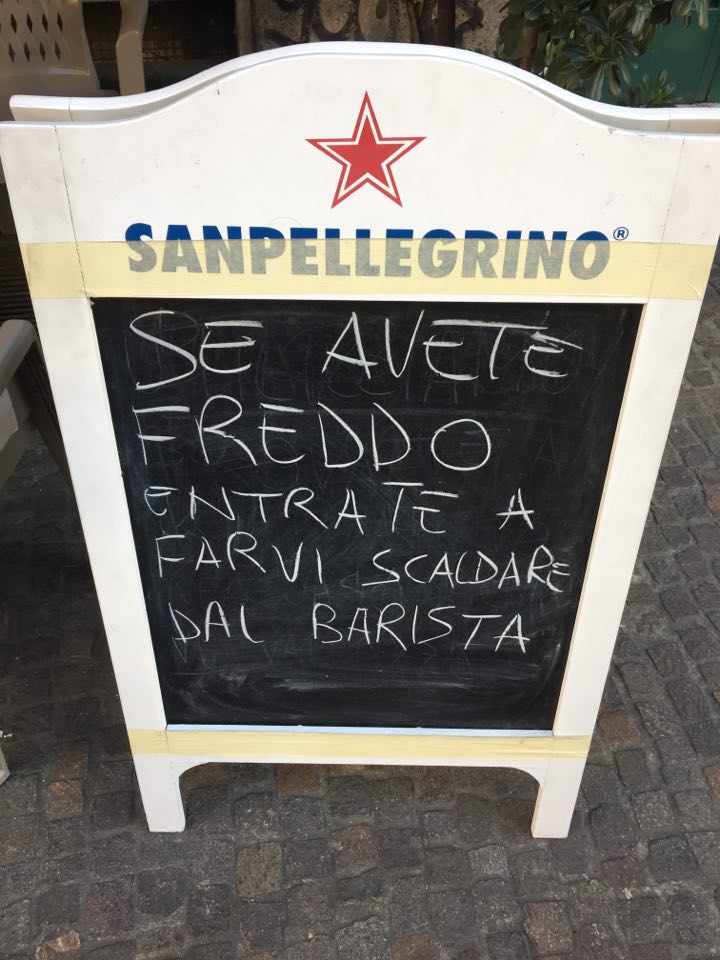 SANPELLEGRINO®
SE AVETE
FREDDO
ENTRATE A
FARVI SCALDARE
DAL BARISTA